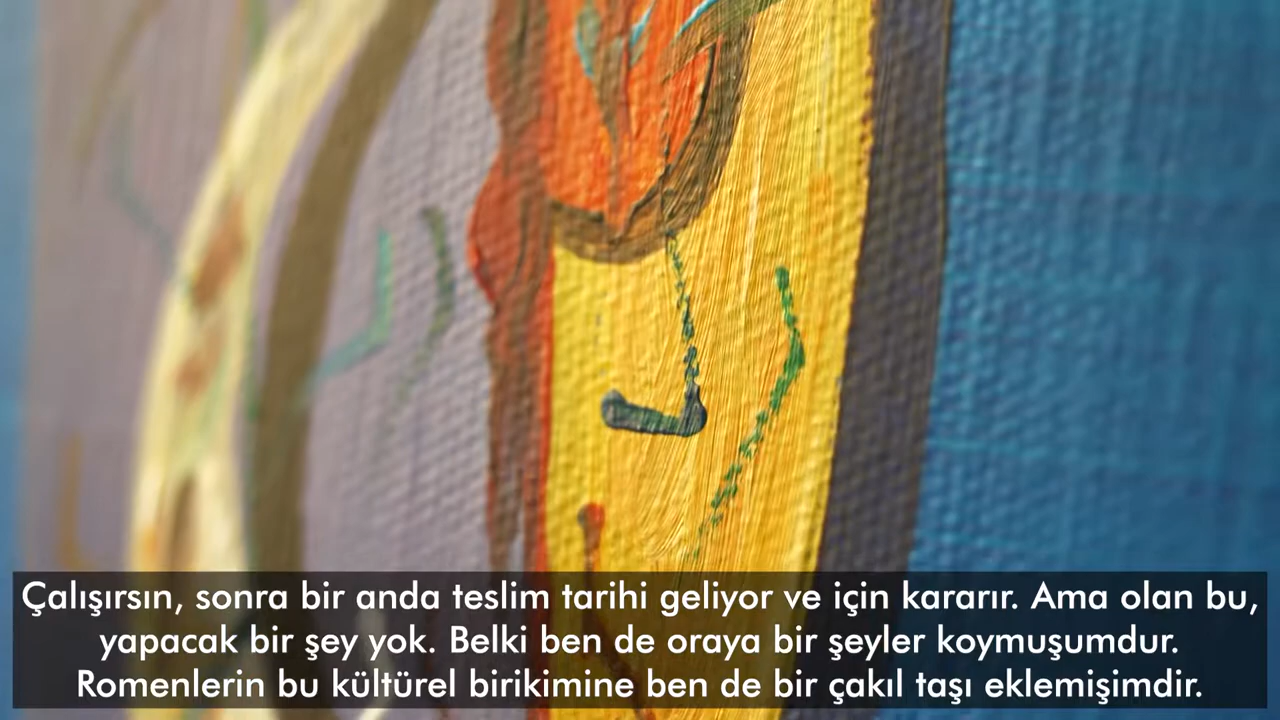 Çalışırsın, sonra bir anda teslim tarihi geliyor ve için kararır. Ama olan bu,
yapacak bir şey yok. Belki ben de oraya bir şeyler koymuşumdur.
Romenlerin bu kültürel birikimine ben de bir çakıl taşı eklemişimdir.